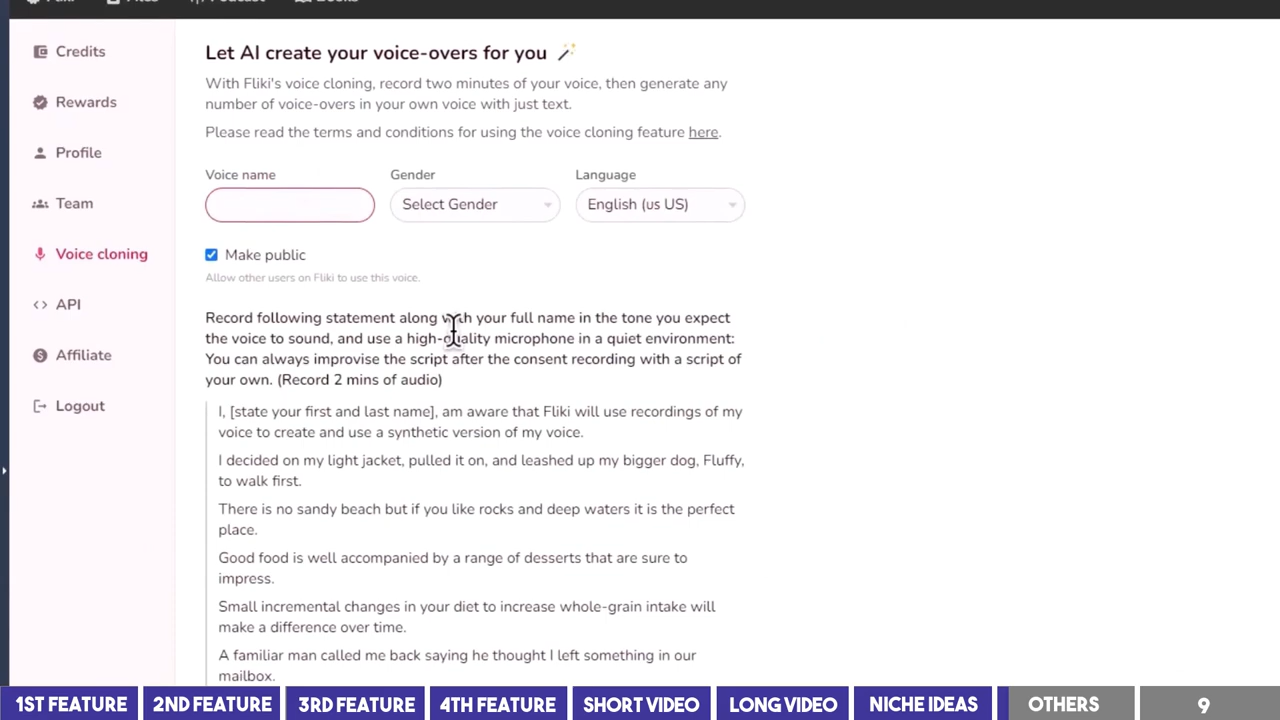 Credits
Rewards
Profile
Team
Voice cloning
API
Affiliate
Logout
Let AI create your voice-overs for you
With Fliki's voice cloning, record two minutes of your voice, then generate any
number of voice-overs in your own voice with just text.
Please read the terms and conditions for using the voice cloning feature here.
Voice name
Gender
Language
Select Gender
English (us US)
Make public
Allow other users on Fliki to use this voice.
Record following statement along with your full name in the tone you expect
the voice to sound, and use a high-quality microphone in a quiet environment:
You can always improvise the script after the consent recording with a script of
your own. (Record 2 mins of audio)
I, [state your first and last name], am aware that Fliki will use recordings of my
voice to create and use a synthetic version of my voice.
I decided on my light jacket, pulled it on, and leashed up my bigger dog, Fluffy,
to walk first.
There is no sandy beach but if you like rocks and deep waters it is the perfect
place.
Good food is well accompanied by a range of desserts that are sure to
impress.
Small incremental changes in your diet to increase whole-grain intake will
make a difference over time.
A familiar man called me back saying he thought I left something in our
mailbox.
1ST FEATURE
2ND FEATURE
3RD FEATURE
4TH FEATURE
SHORT VIDEO
LONG VIDEO
NICHE IDEAS
OTHERS
9